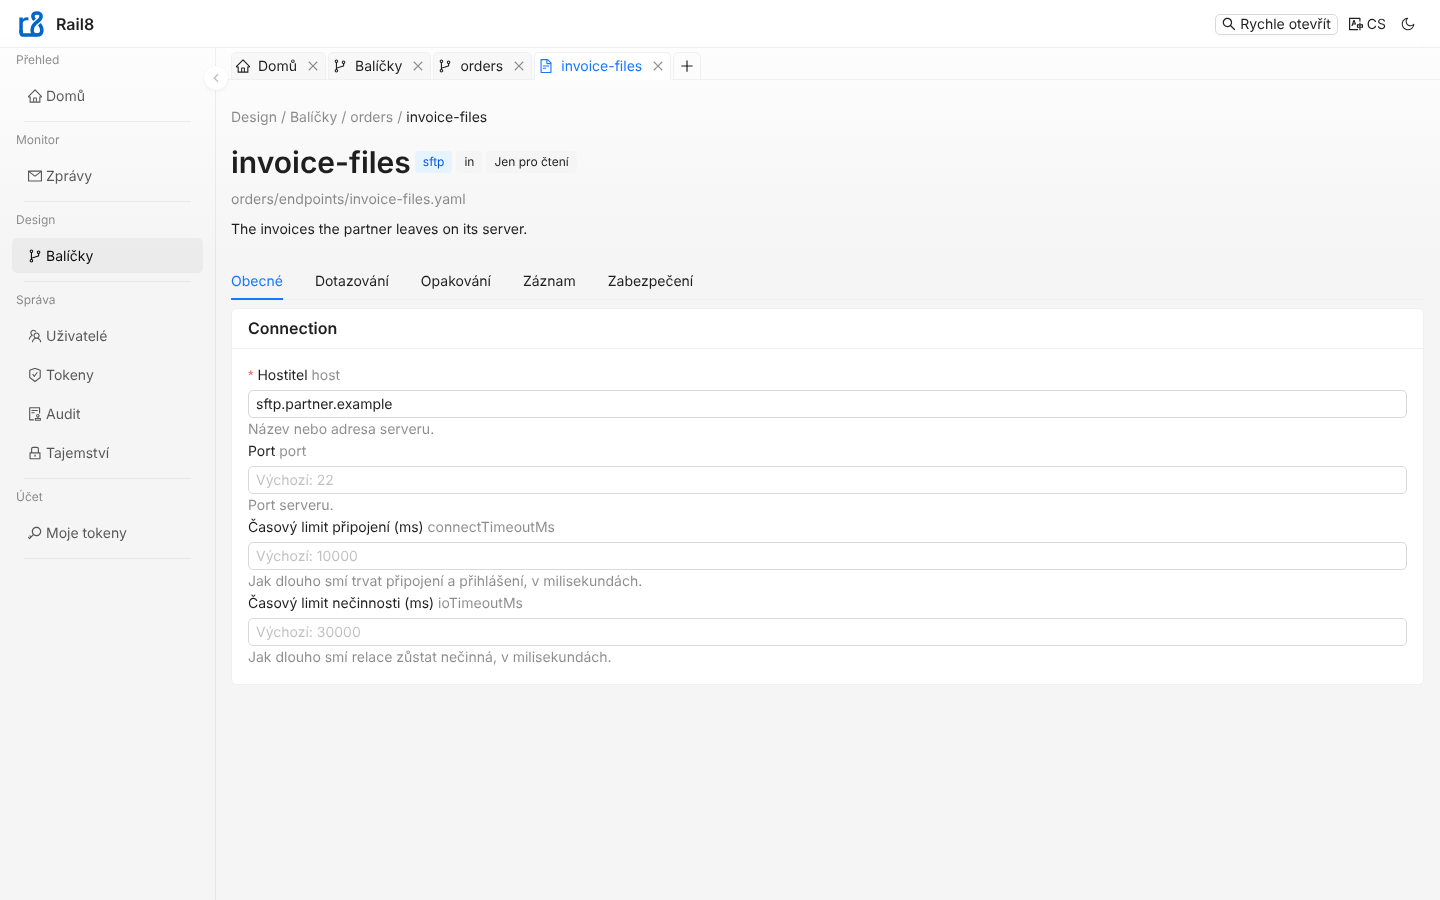 Rail8
Rychle otevřít
CS
Přehled
Domů
Monitor
Zprávy
Design
Balíčky
Správa
Uživatelé
Tokeny
Audit
Tajemství
Účet
Moje tokeny
Domů
Balíčky
orders
invoice-files
Design / Balíčky / orders / invoice-files
invoice-files sftp in Jen pro čtení
orders/endpoints/invoice-files.yaml
The invoices the partner leaves on its server.
Obecné Dotazování Opakování Záznam Zabezpečení
Connection
* Hostitel host
sftp.partner.example
Název nebo adresa serveru.
Port port
Výchozí: 22
Port serveru.
Časový limit připojení (ms) connectTimeoutMs
Výchozí: 10000
Jak dlouho smí trvat připojení a přihlášení, v milisekundách.
Časový limit nečinnosti (ms) ioTimeoutMs
Výchozí: 30000
Jak dlouho smí relace zůstat nečinná, v milisekundách.